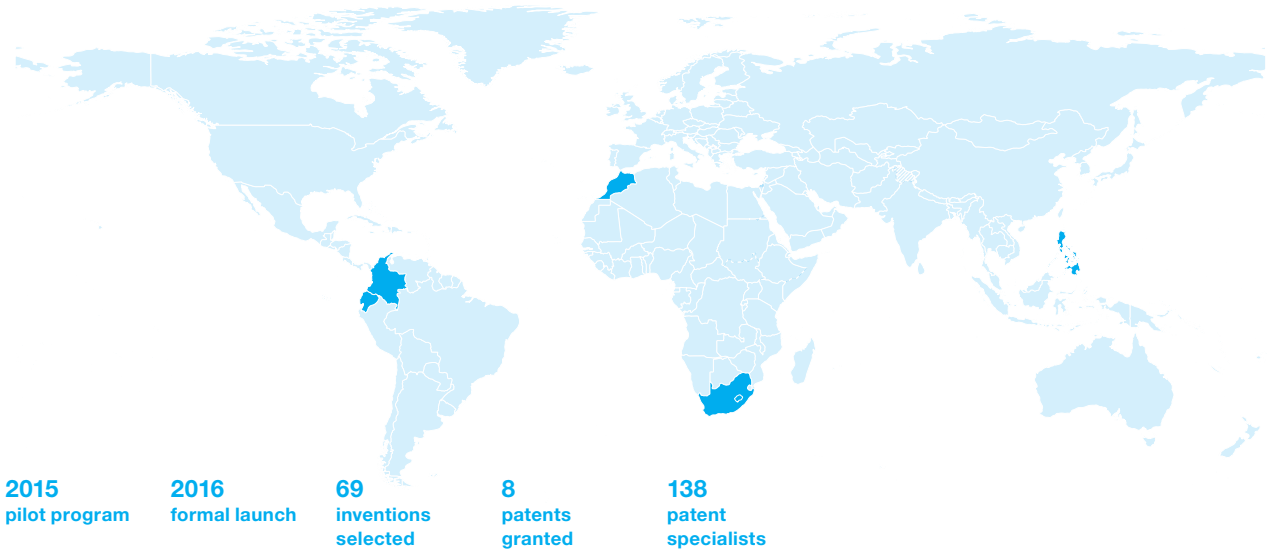 2015
pilot program
2016
formal launch
69
inventions
selected
8
patents
granted
138
patent
specialists